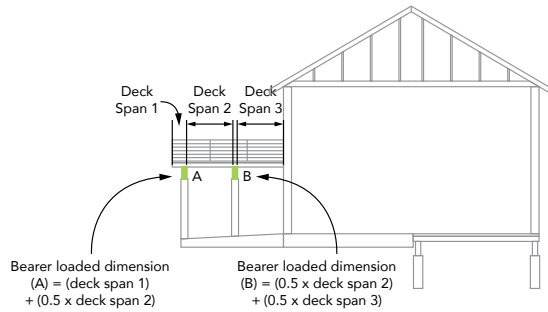 Deck Deck Deck
Span 1 Span 2 Span 3
A B
Bearer loaded dimension
(A) = (deck span 1)
+ (0.5 x deck span 2)
Bearer loaded dimension
(B) = (0.5 x deck span 2)
+ (0.5 x deck span 3)